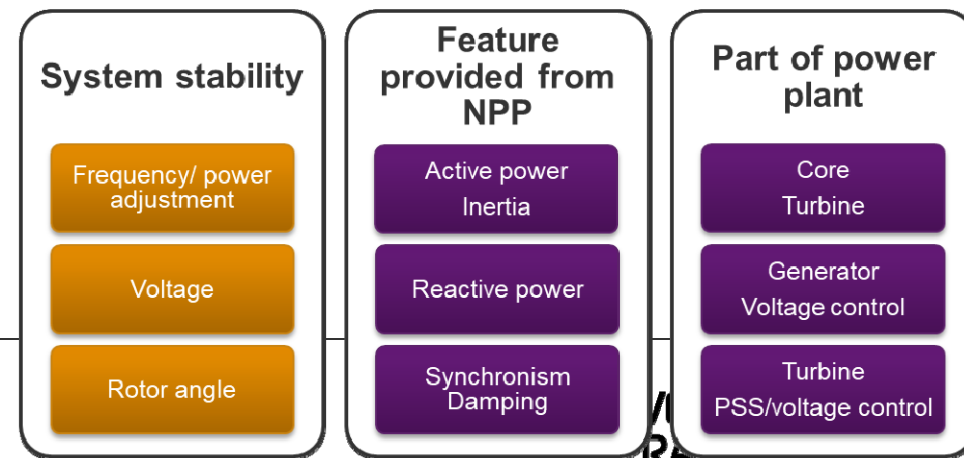 System stability
Frequency/ power
adjustment
Voltage
Rotor angle
Feature
provided from
NPP
Active power
Inertia
Reactive power
Synchronism
Damping
Part of power
plant
Core
Turbine
Generator
Voltage control
Turbine
PSS/voltage control